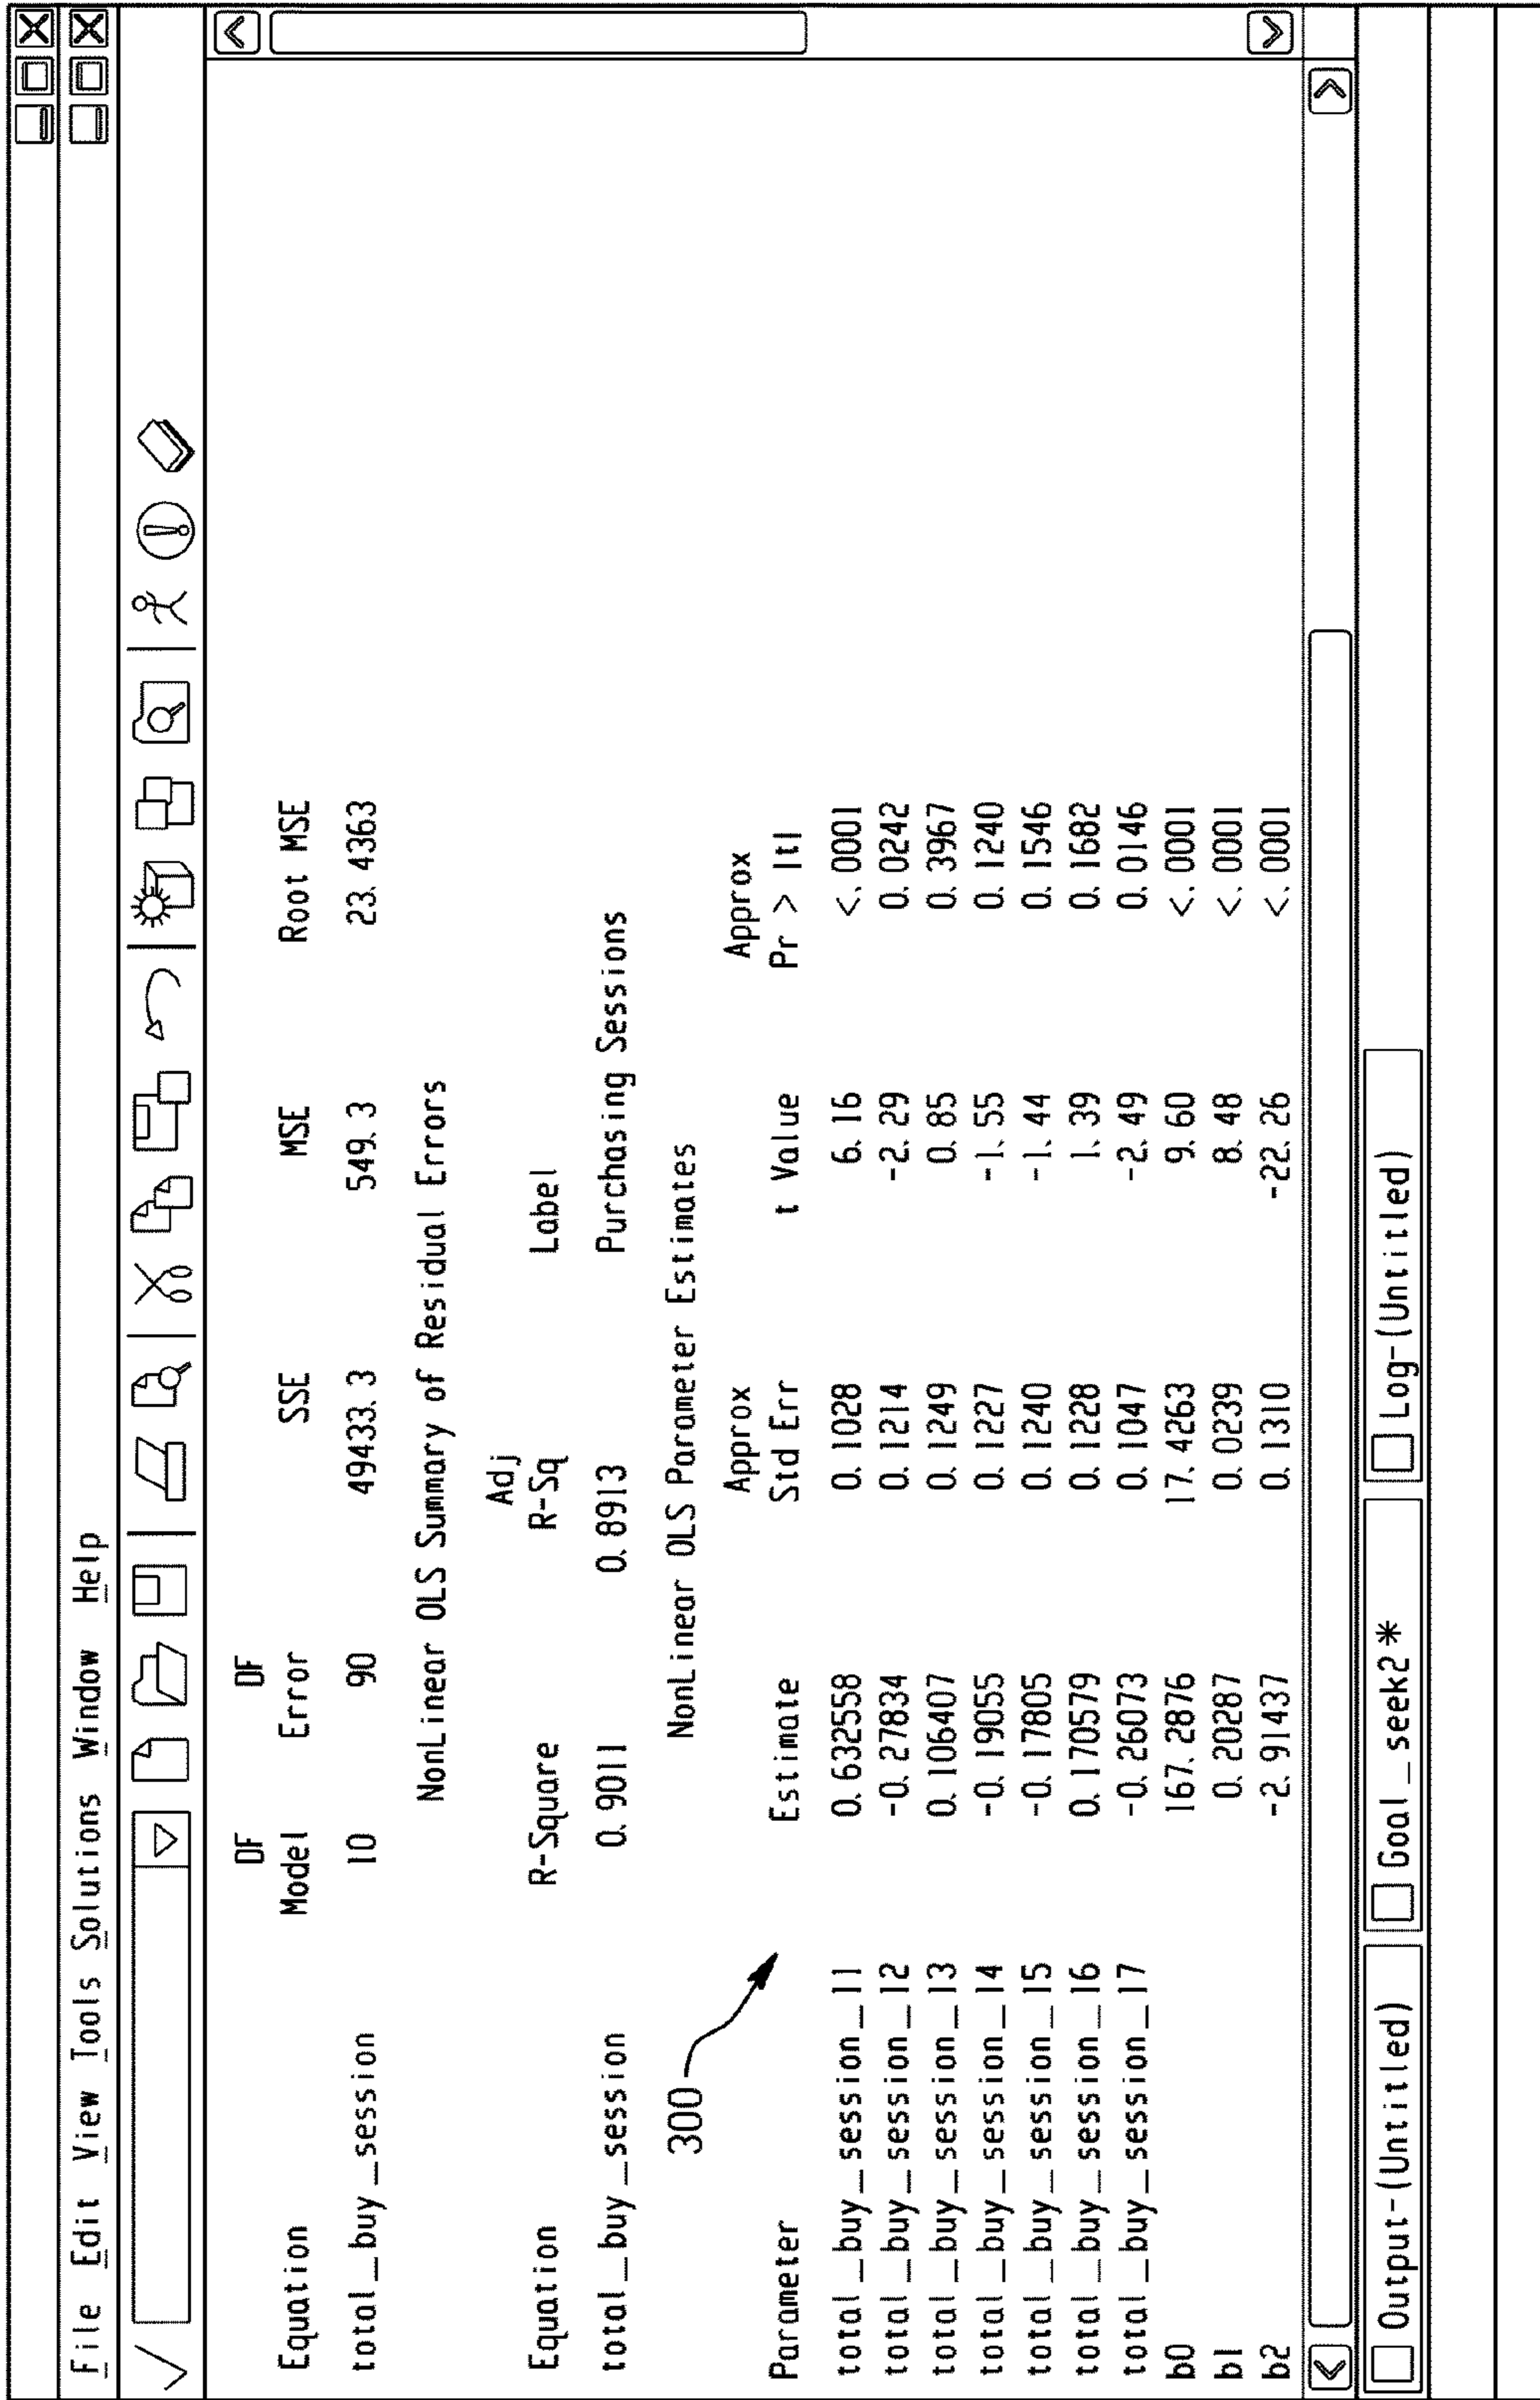 File Edit View Tools Solutions Window Help
DF DF
Equation Model Error SSE MSE Root MSE
total_buy_session 10 90 49433.3 549.3 23.4363
NonLinear OLS Summary of Residual Errors
Adj
Equation R-Square R-Sq Label
total_buy_session 0.9011 0.8913 Purchasing Sessions
NonLinear OLS Parameter Estimates
300
Approx Approx
Parameter Estimate Std Err t Value Pr > |t|
total_buy_session_l1 0.632558 0.1028 6.16 <.0001
total_buy_session_l2 -0.27834 0.1214 -2.29 0.0242
total_buy_session_l3 0.106407 0.1249 0.85 0.3967
total_buy_session_l4 -0.19055 0.1227 -1.55 0.1240
total_buy_session_l5 -0.17805 0.1240 -1.44 0.1546
total_buy_session_l6 0.170579 0.1228 1.39 0.1682
total_buy_session_l7 -0.26073 0.1047 -2.49 0.0146
b0 167.2876 17.4263 9.60 <.0001
b1 0.20287 0.0239 8.48 <.0001
b2 -2.91437 0.1310 -22.26 <.0001
Output-(Untitled) Goal_seek2* Log-(Untitled)